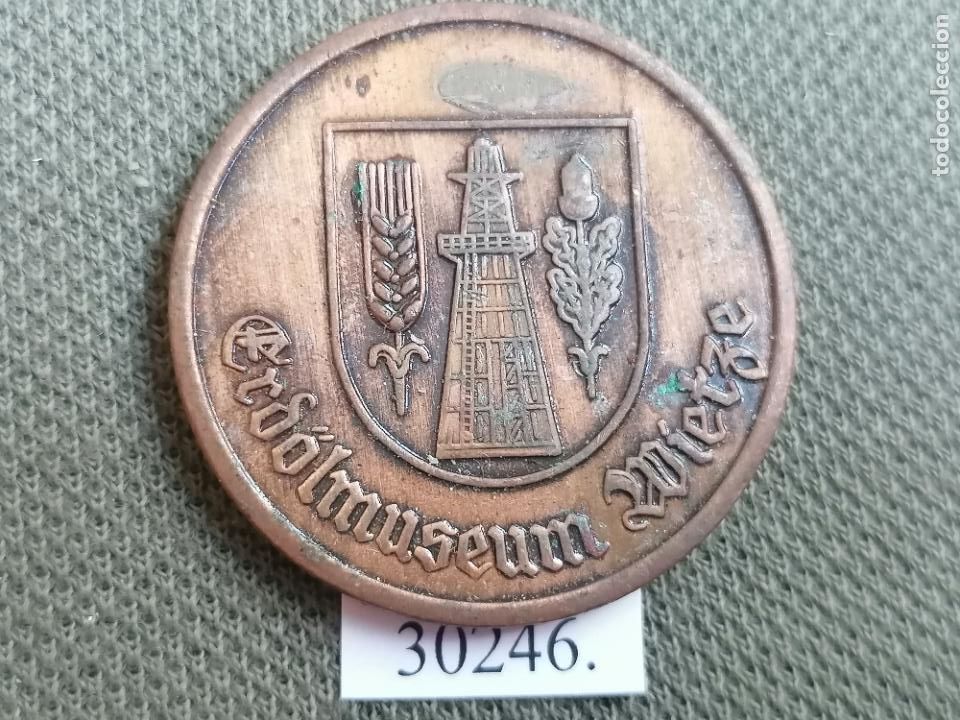 Erdölmuseum Wietze
30246.
todocoleccion